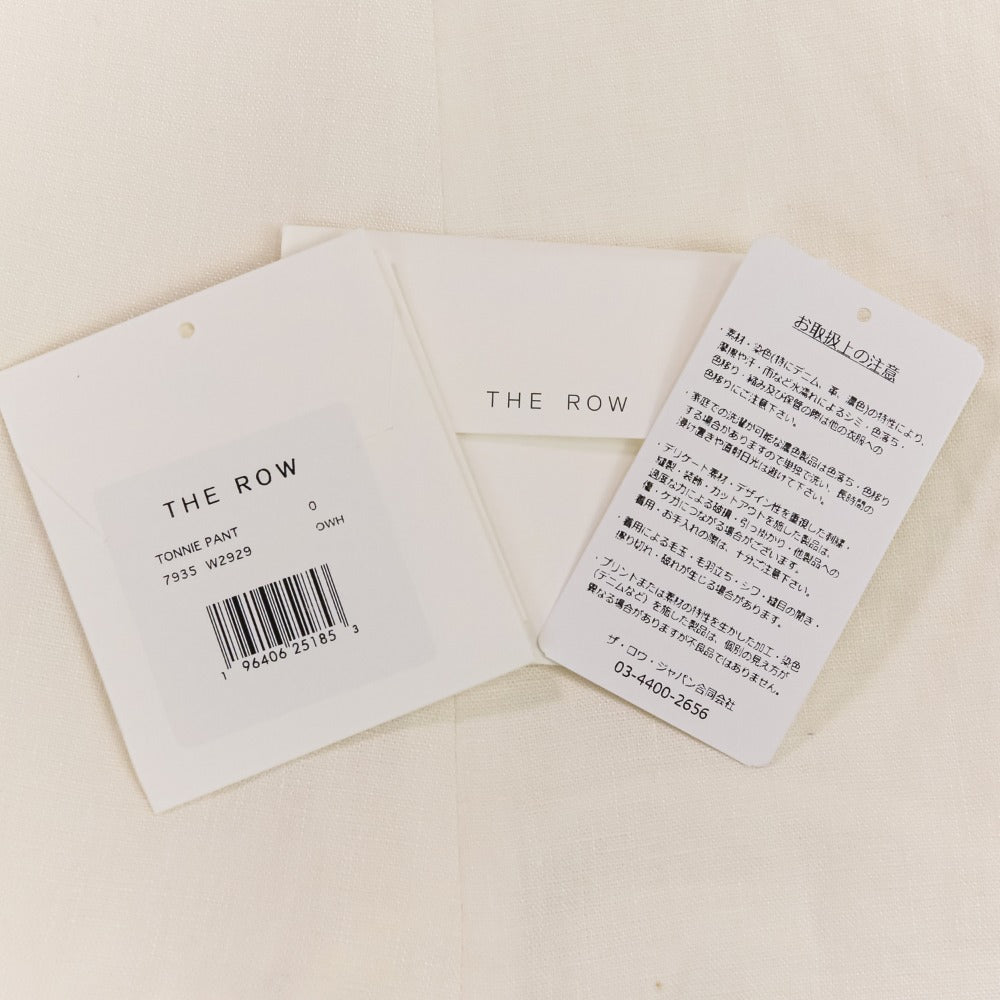 THE ROW
0
TONNIE PANT
OWH
7935 W2929
1 96406 25185 3
THE ROW
お取扱上の注意
・素材・染色(特にデニム、革、濃色)の特性により、
摩擦や汗・雨など水濡れによるシミ・色落ち・
色移り・縮み及び保管の際は他の衣服への
色移りにご注意下さい。
・家庭での洗濯が可能な濃色製品は色落ち・色移り
する場合がありますので単独で洗い、長時間の
漬け置きや直射日光は避けて下さい。
・デリケート素材・デザイン性を重視した刺繍・
縫製・装飾・カットアウトを施した製品は、
過度な力による破損・引っ掛かり・他製品への
傷・ケガにつながる場合がございます。
着用・お手入れの際は、十分ご注意下さい。
・着用による毛玉・毛羽立ち・シワ・縫目の開き・
擦り切れ・破れが生じる場合があります。
・プリントまたは素材の特性を生かした加工・染色
(デニムなど)を施した製品は、個別の見え方が
異なる場合がありますが不良品ではありません。
ザ・ロウ・ジャパン合同会社
03-4400-2656